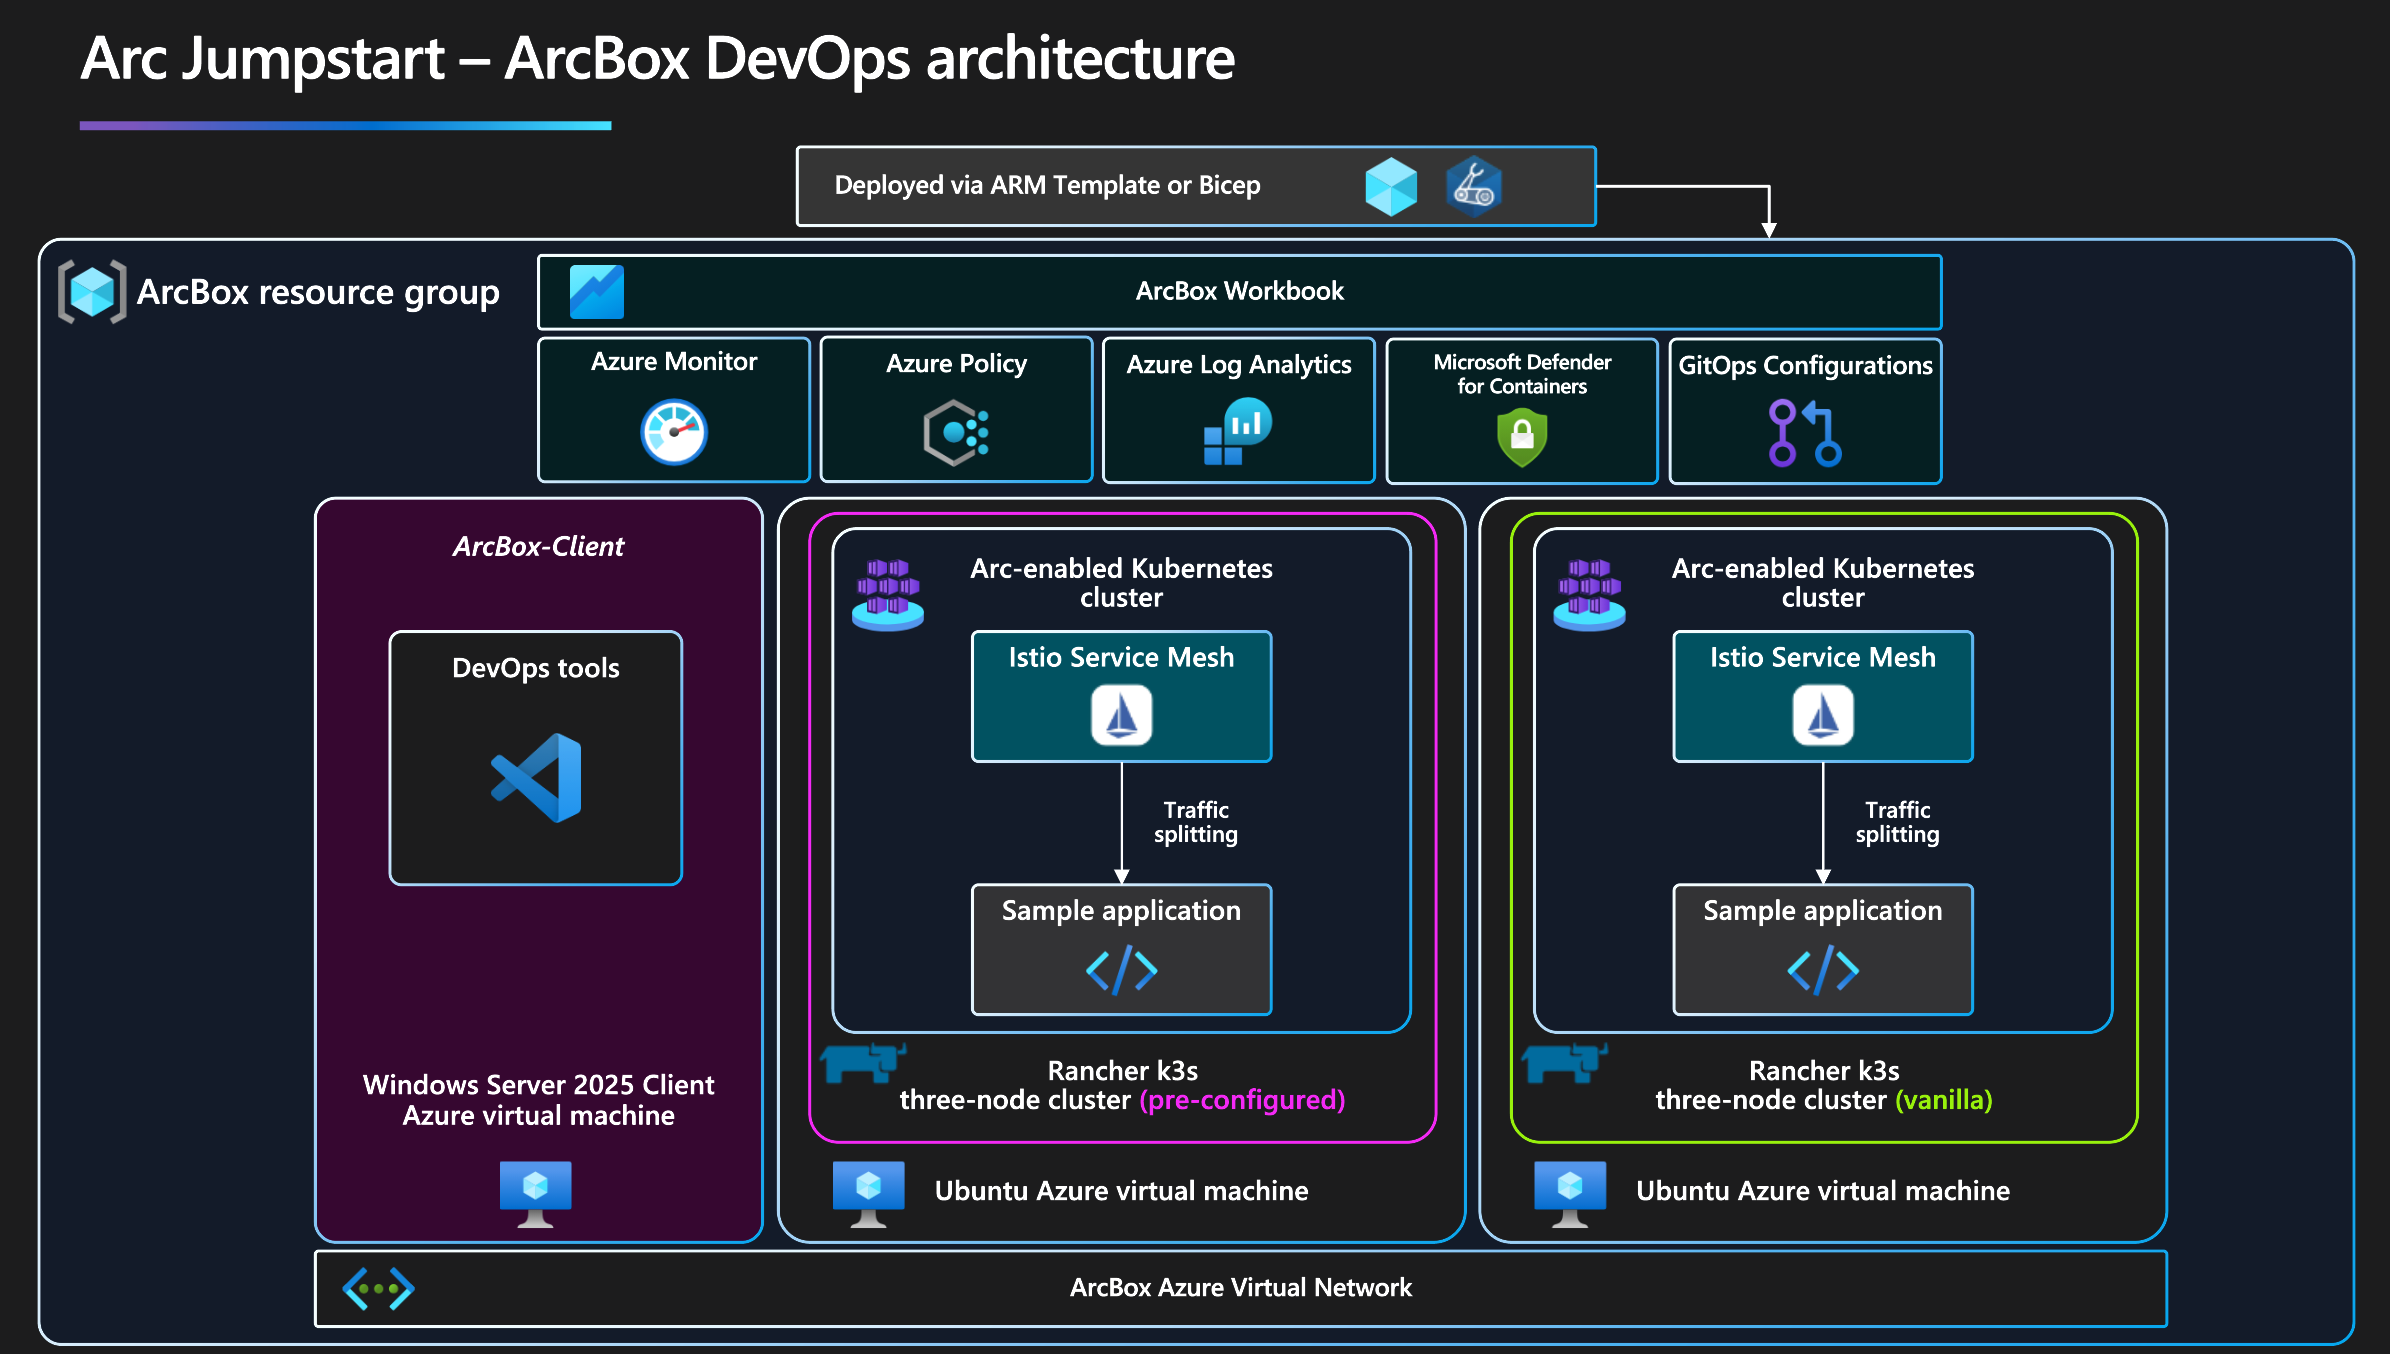 Arc Jumpstart – ArcBox DevOps architecture
Deployed via ARM Template or Bicep
ArcBox resource group
ArcBox Workbook
Azure Monitor
Azure Policy
Azure Log Analytics
Microsoft Defender
for Containers
GitOps Configurations
ArcBox-Client
DevOps tools
Windows Server 2025 Client
Azure virtual machine
Arc-enabled Kubernetes
cluster
Istio Service Mesh
Traffic
splitting
Sample application
Rancher k3s
three-node cluster (pre-configured)
Ubuntu Azure virtual machine
Arc-enabled Kubernetes
cluster
Istio Service Mesh
Traffic
splitting
Sample application
Rancher k3s
three-node cluster (vanilla)
Ubuntu Azure virtual machine
ArcBox Azure Virtual Network